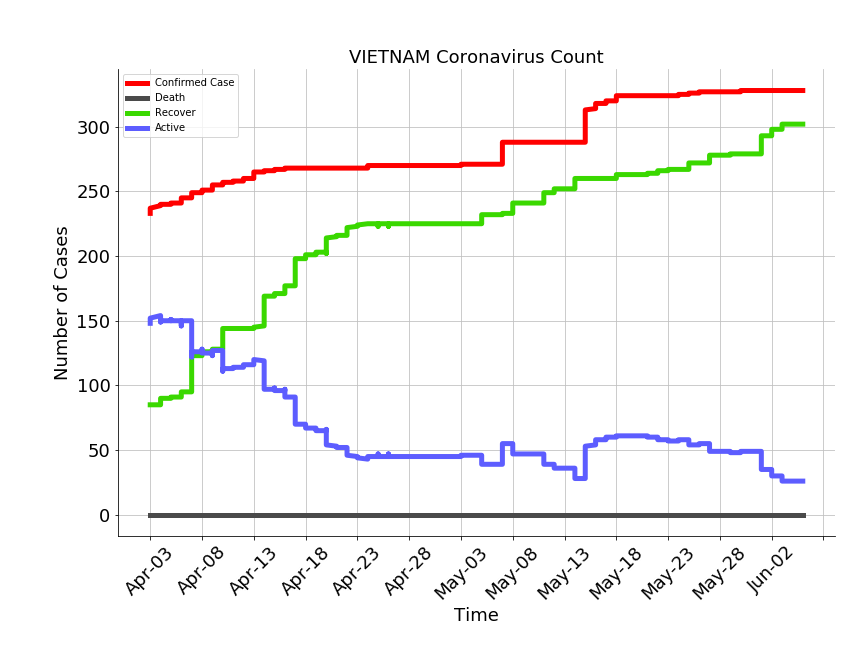 VIETNAM Coronavirus Count
Confirmed Case
Death
Recover
Active
Number of Cases
300
250
200
150
100
50
0
Apr-03 Apr-08 Apr-13 Apr-18 Apr-23 Apr-28 May-03 May-08 May-13 May-18 May-23 May-28 Jun-02
Time